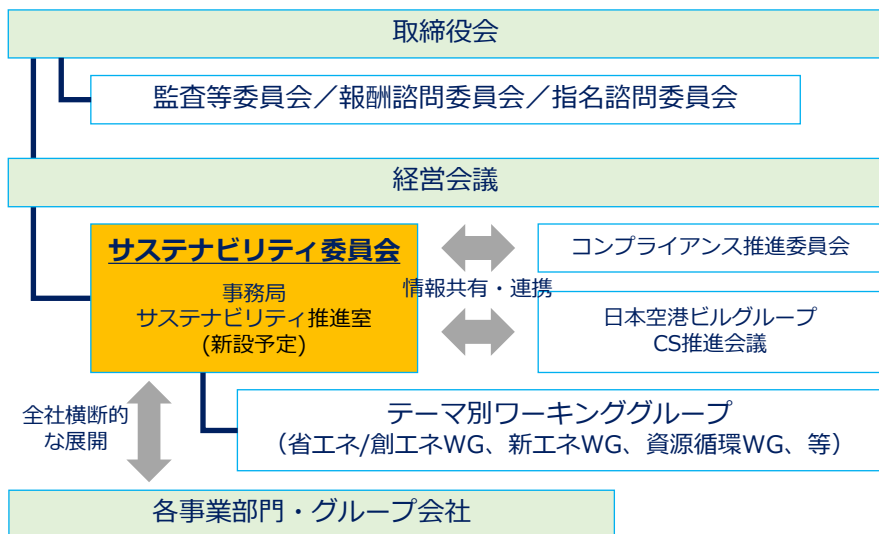 取締役会
監査等委員会／報酬諮問委員会／指名諮問委員会
経営会議
サステナビリティ委員会
事務局
サステナビリティ推進室
(新設予定)
情報共有・連携
コンプライアンス推進委員会
日本空港ビルグループ
CS推進会議
全社横断的
な展開
テーマ別ワーキンググループ
（省エネ/創エネWG、新エネWG、資源循環WG、等）
各事業部門・グループ会社